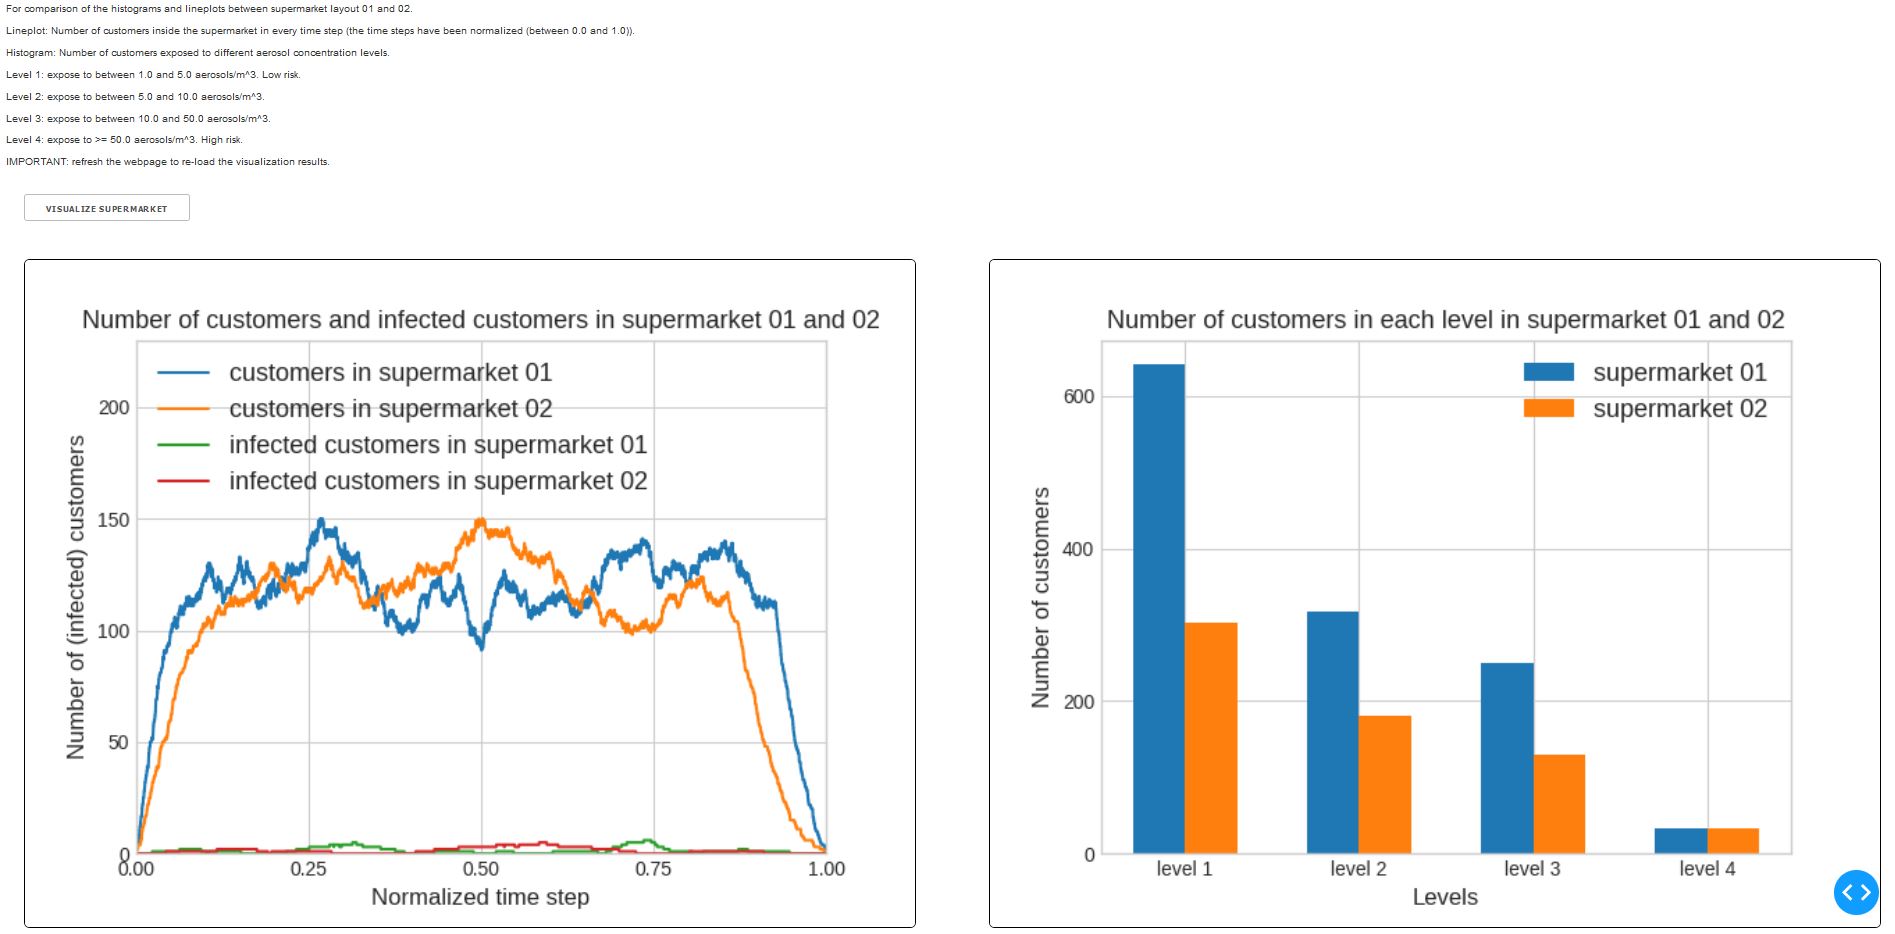 For comparison of the histograms and lineplots between supermarket layout 01 and 02.
Lineplot: Number of customers inside the supermarket in every time step (the time steps have been normalized (between 0.0 and 1.0)).
Histogram: Number of customers exposed to different aerosol concentration levels.
Level 1: expose to between 1.0 and 5.0 aerosols/m^3. Low risk.
Level 2: expose to between 5.0 and 10.0 aerosols/m^3.
Level 3: expose to between 10.0 and 50.0 aerosols/m^3.
Level 4: expose to >= 50.0 aerosols/m^3. High risk.
IMPORTANT: refresh the webpage to re-load the visualization results.
VISUALIZE SUPERMARKET
Number of customers and infected customers in supermarket 01 and 02
customers in supermarket 01
customers in supermarket 02
infected customers in supermarket 01
infected customers in supermarket 02
Number of (infected) customers
200
150
100
50
0
0.00 0.25 0.50 0.75 1.00
Normalized time step
Number of customers in each level in supermarket 01 and 02
supermarket 01
supermarket 02
Number of customers
600
400
200
0
level 1 level 2 level 3 level 4
Levels